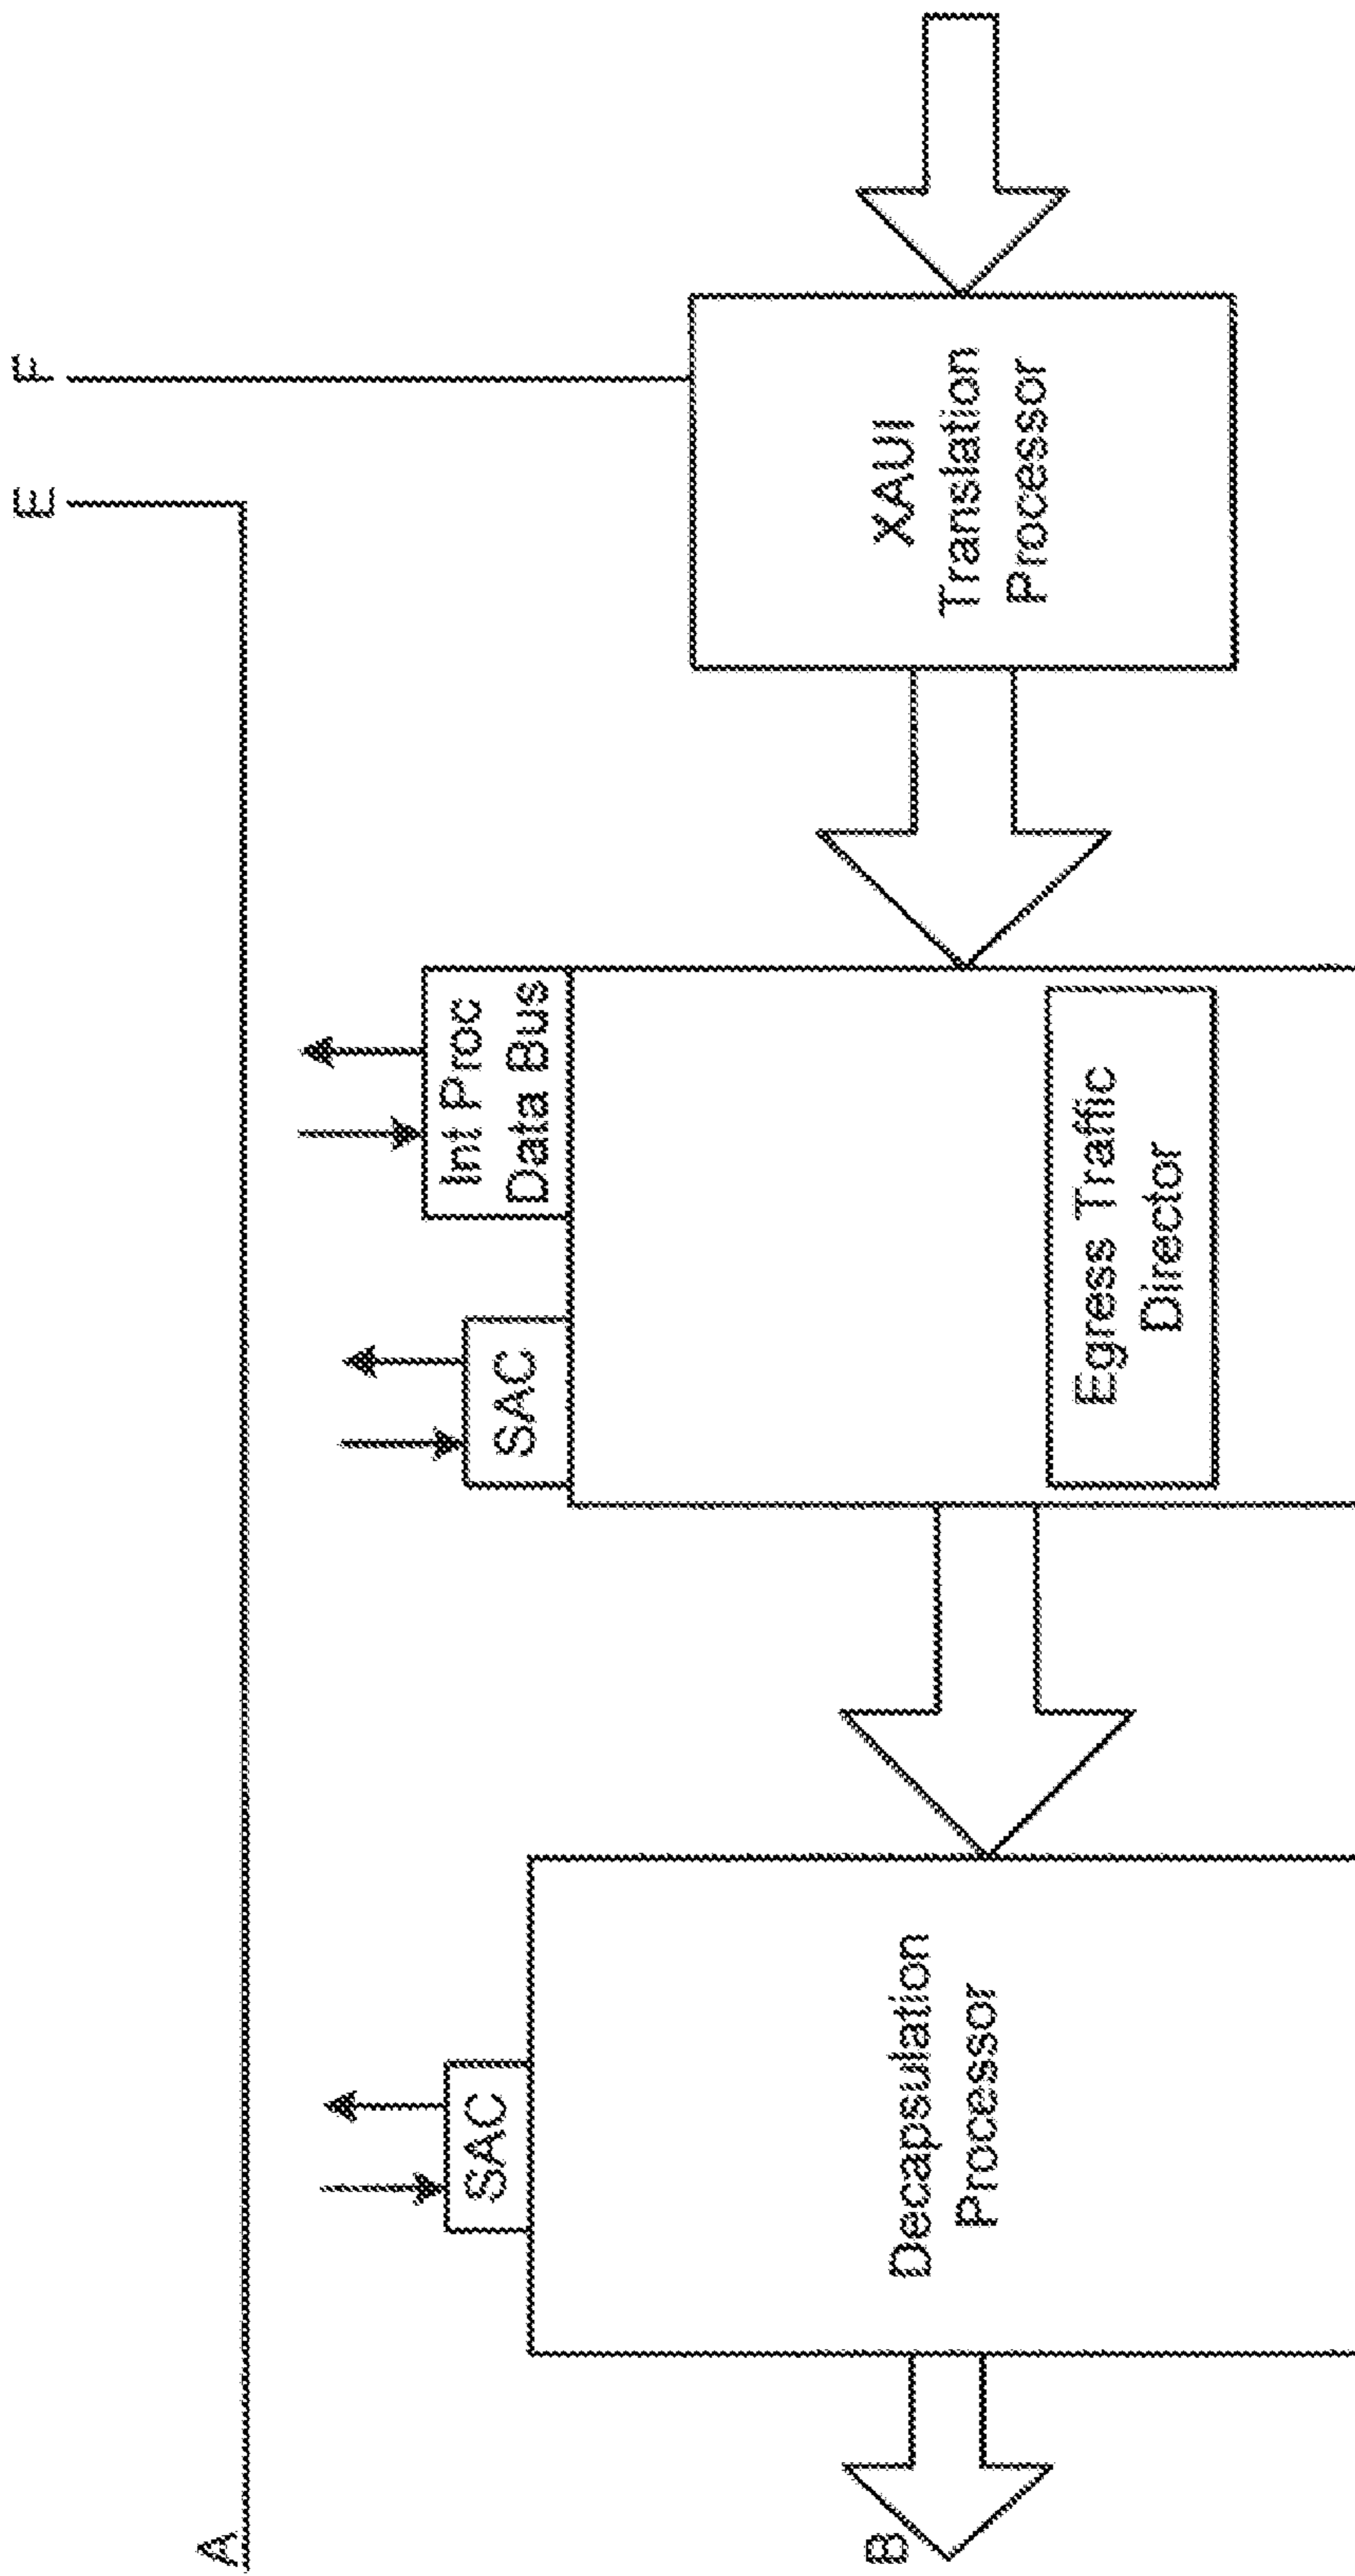 E
F
A
SAC
SAC
Int Proc
Data Bus
B
Decapsulation
Processor
Egress Traffic
Director
XAUI
Translation
Processor